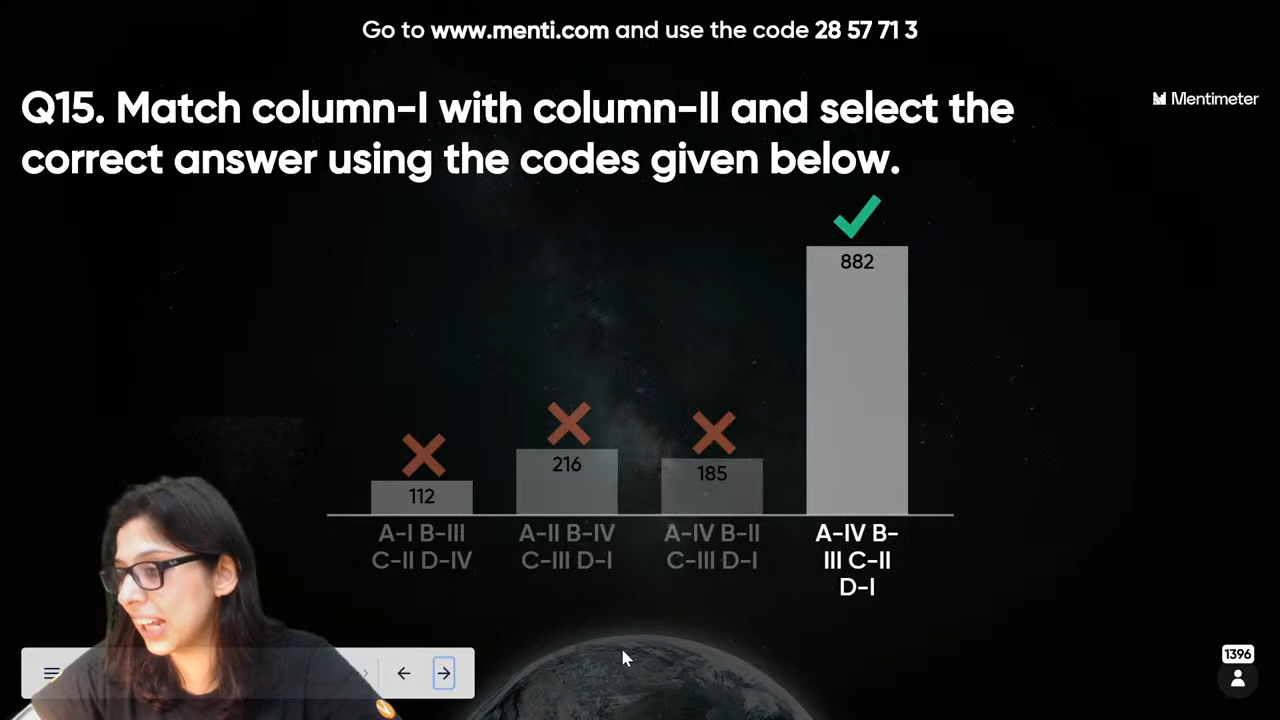 Go to www.menti.com and use the code 28 57 71 3
Q15. Match column-I with column-II and select the
correct answer using the codes given below.
Mentimeter
882
216
185
112
A-I B-III
C-II D-IV
A-II B-IV
C-III D-I
A-IV B-II
C-III D-I
A-IV B-
III C-II
D-I
1396